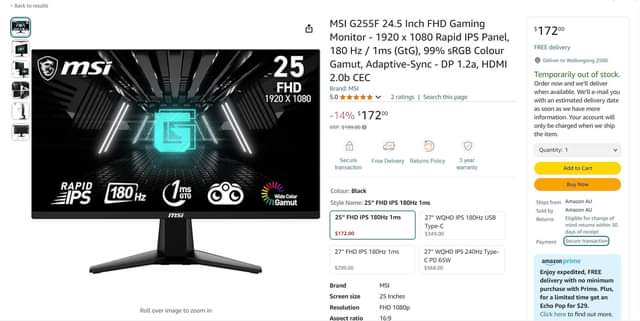 ‹ Back to results
msi
25
FHD
1920 X 1080
RAPID
IPS
180 Hz
1ms
GTG
Wide Color
Gamut
msi
Roll over image to zoom in
MSI G255F 24.5 Inch FHD Gaming
Monitor - 1920 x 1080 Rapid IPS Panel,
180 Hz / 1ms (GtG), 99% sRGB Colour
Gamut, Adaptive-Sync - DP 1.2a, HDMI
2.0b CEC
Brand: MSI
5.0 2 ratings | Search this page
-14% $172⁰⁰
RRP: $199.00
Secure
transaction
Free Delivery
Returns Policy
3 year
warranty
Colour: Black
Style Name: 25" FHD IPS 180Hz 1ms
25" FHD IPS 180Hz 1ms
$172.00
27" WQHD IPS 180Hz USB
Type-C
$349.00
27" FHD IPS 180Hz 1ms
$299.00
27" WQHD IPS 240Hz Type-
C PD 65W
Brand MSI
Screen size 25 Inches
Resolution FHD 1080p
Aspect ratio 16:9
$172⁰⁰
FREE delivery
Deliver to Wollongong 2500
Temporarily out of stock.
Order now and we'll deliver
when available. We'll e-mail you
with an estimated delivery date
as soon as we have more
information. Your account will
only be charged when we ship
the item.
Quantity: 1
Add to Cart
Buy Now
Ships from Amazon AU
Sold by Amazon AU
Returns Eligible for change of
mind returns within 30
days of receipt
Payment Secure transaction
amazon prime
Enjoy expedited, FREE
delivery with no minimum
purchase with Prime. Plus,
for a limited time get an
Echo Pop for $29.
Click here to find out more.